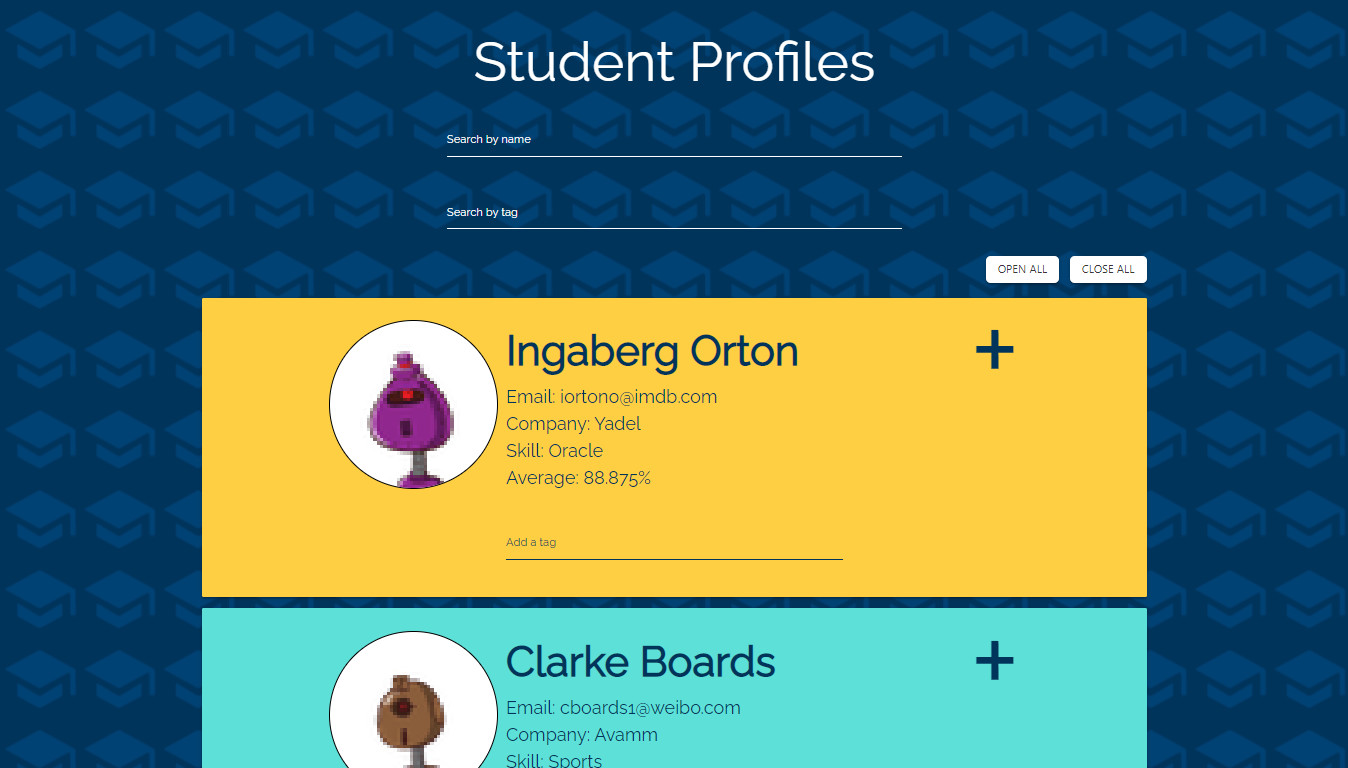 Student Profiles
Search by name
Search by tag
OPEN ALL CLOSE ALL
Ingaberg Orton
Email: iorton0@imdb.com
Company: Yadel
Skill: Oracle
Average: 88.875%
Add a tag
Clarke Boards
Email: cboards1@weibo.com
Company: Avamm
Skill: Sports